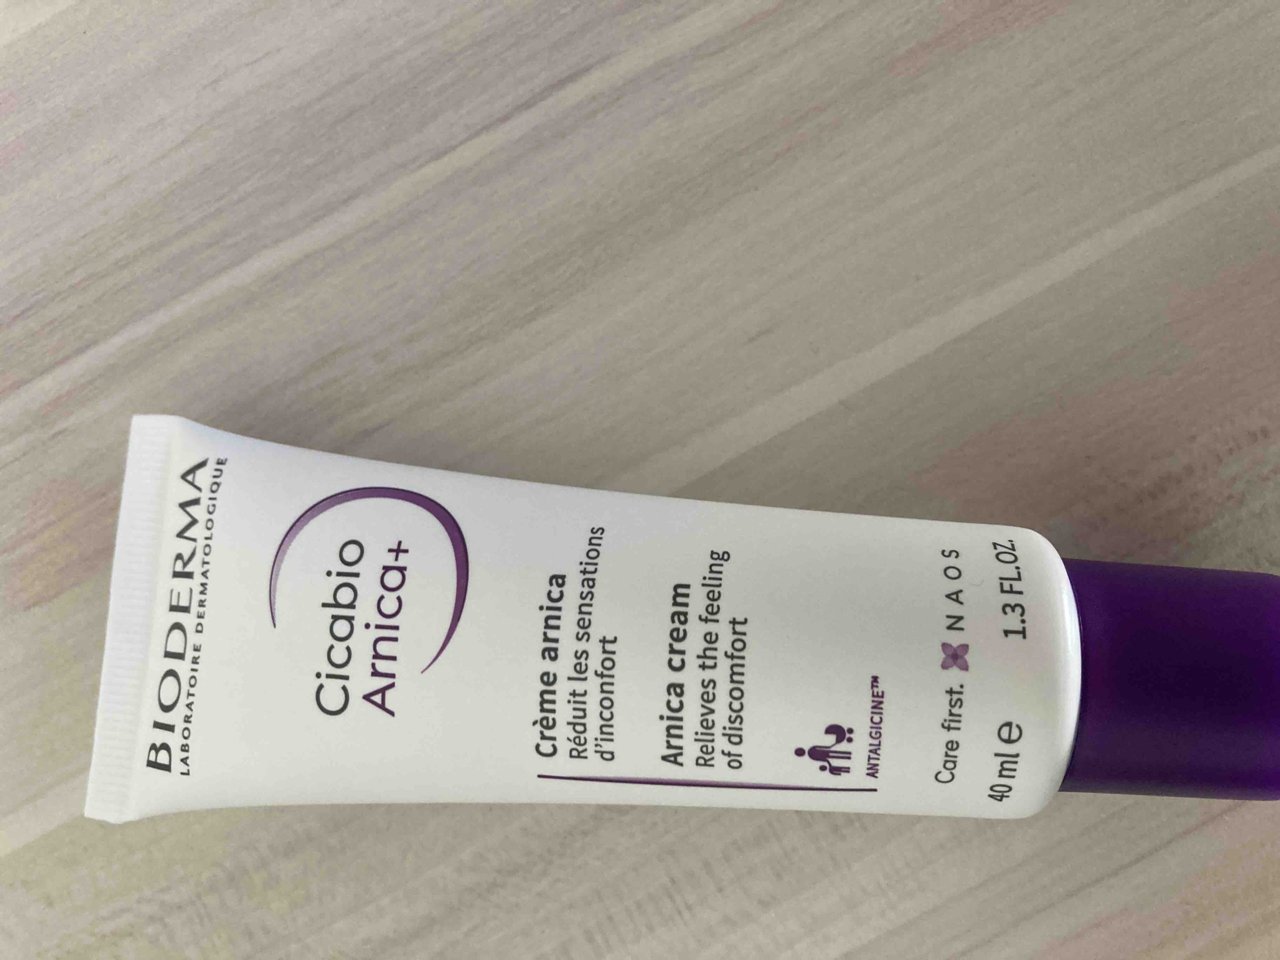 BIODERMA
LABORATOIRE DERMATOLOGIQUE
Cicabio
Arnica+
Crème arnica
Réduit les sensations
d'inconfort
Arnica cream
Relieves the feeling
of discomfort
ANTALGICINE™
Care first. NAOS
40 ml e 1.3 FL.OZ.